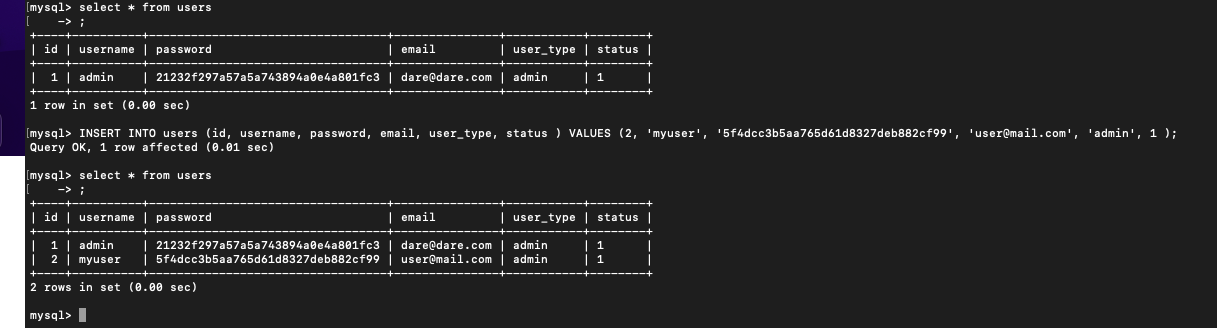 [mysql> select * from users
[    -> ;
+----+----------+----------------------------------+---------------+-----------+--------+
| id | username | password                         | email         | user_type | status |
+----+----------+----------------------------------+---------------+-----------+--------+
|  1 | admin    | 21232f297a57a5a743894a0e4a801fc3 | dare@dare.com | admin     | 1      |
+----+----------+----------------------------------+---------------+-----------+--------+
1 row in set (0.00 sec)
[mysql> INSERT INTO users (id, username, password, email, user_type, status ) VALUES (2, 'myuser', '5f4dcc3b5aa765d61d8327deb882cf99', 'user@mail.com', 'admin', 1 );
Query OK, 1 row affected (0.01 sec)
[mysql> select * from users
[    -> ;
+----+----------+----------------------------------+---------------+-----------+--------+
| id | username | password                         | email         | user_type | status |
+----+----------+----------------------------------+---------------+-----------+--------+
|  1 | admin    | 21232f297a57a5a743894a0e4a801fc3 | dare@dare.com | admin     | 1      |
|  2 | myuser   | 5f4dcc3b5aa765d61d8327deb882cf99 | user@mail.com | admin     | 1      |
+----+----------+----------------------------------+---------------+-----------+--------+
2 rows in set (0.00 sec)
mysql>